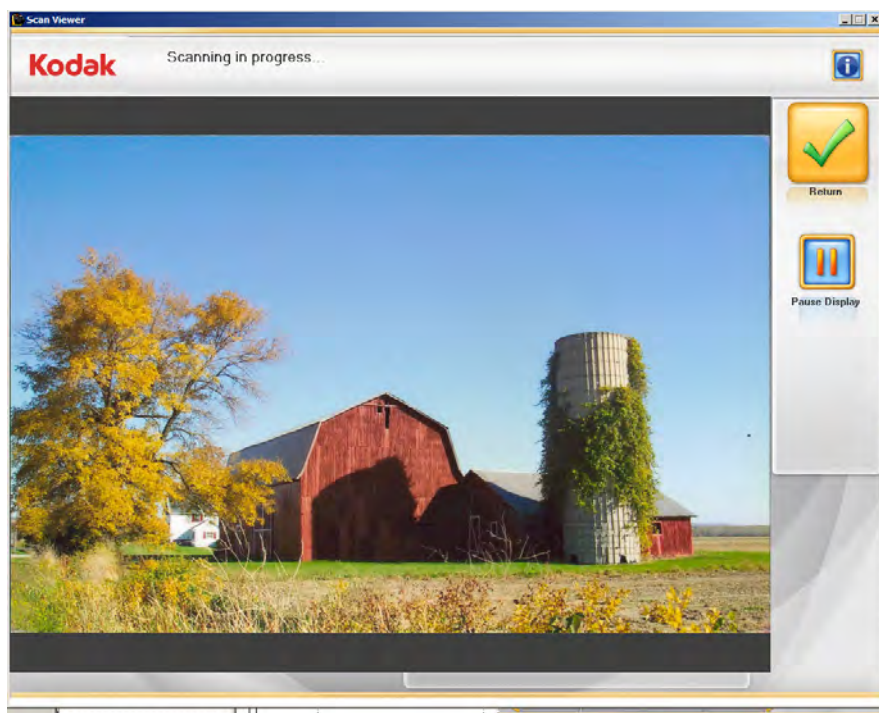 Scan Viewer
Kodak
Scanning in progress...
Return
Pause Display